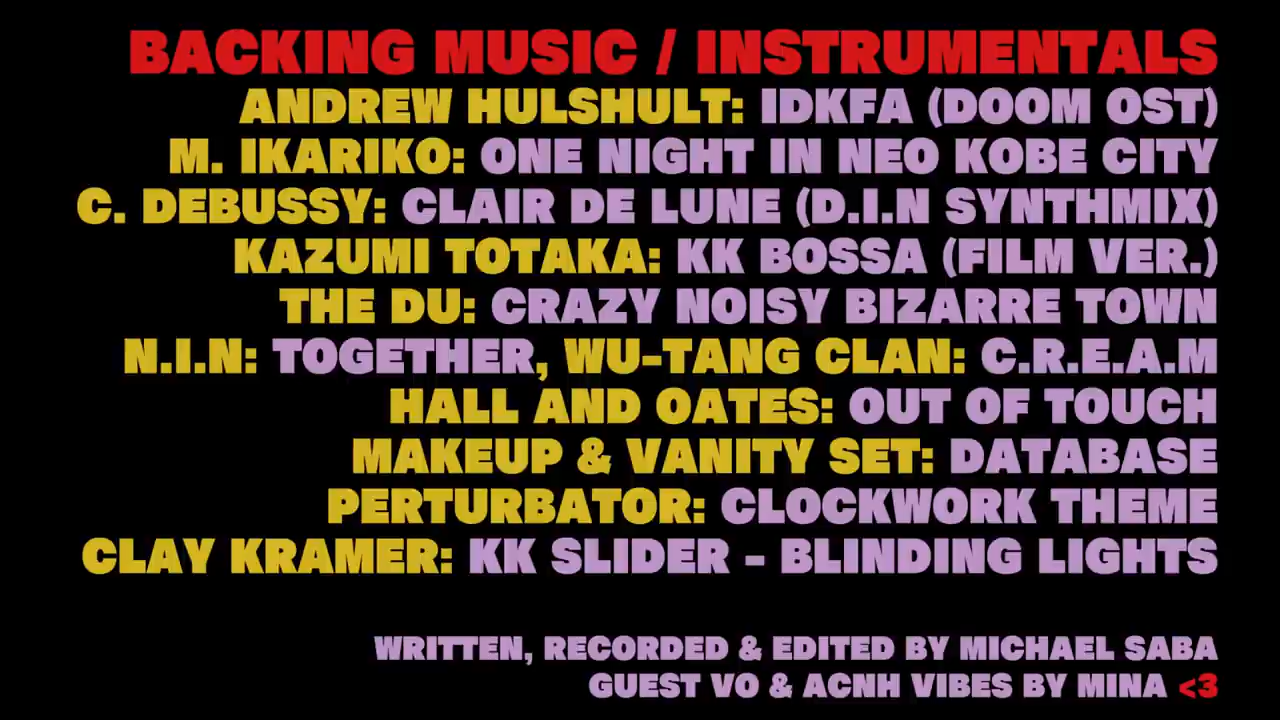 BACKING MUSIC / INSTRUMENTALS
ANDREW HULSHULT: IDKFA (DOOM OST)
M. IKARIKO: ONE NIGHT IN NEO KOBE CITY
C. DEBUSSY: CLAIR DE LUNE (D.I.N SYNTHMIX)
KAZUMI TOTAKA: KK BOSSA (FILM VER.)
THE DU: CRAZY NOISY BIZARRE TOWN
N.I.N: TOGETHER, WU-TANG CLAN: C.R.E.A.M
HALL AND OATES: OUT OF TOUCH
MAKEUP & VANITY SET: DATABASE
PERTURBATOR: CLOCKWORK THEME
CLAY KRAMER: KK SLIDER - BLINDING LIGHTS
WRITTEN, RECORDED & EDITED BY MICHAEL SABA
GUEST VO & ACNH VIBES BY MINA <3